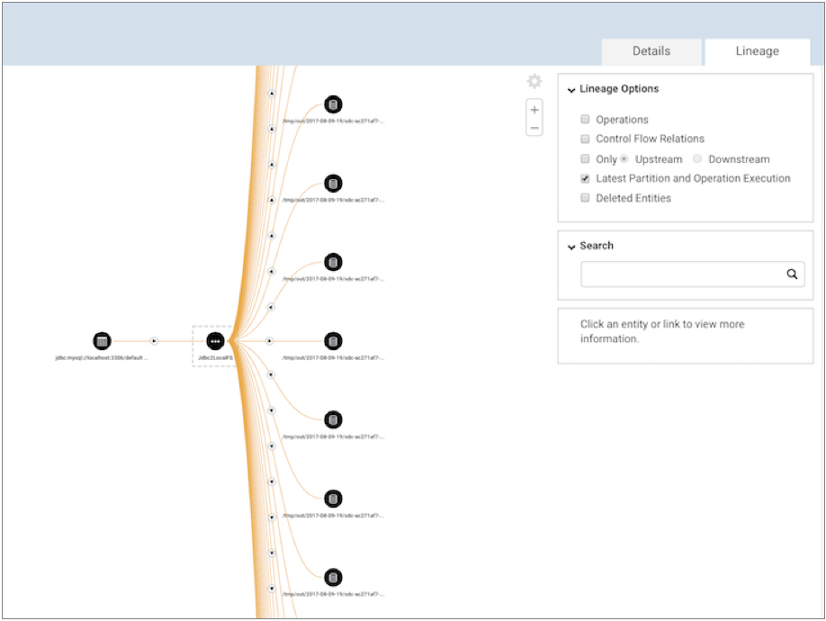 Details
Lineage
Lineage Options
Operations
Control Flow Relations
Only Upstream Downstream
Latest Partition and Operation Execution
Deleted Entities
Search
Click an entity or link to view more
information.
/tmp/out/2017-08-09-19/sdc-ac271af7-...
/tmp/out/2017-08-09-19/sdc-ac271af7-...
/tmp/out/2017-08-09-19/sdc-ac271af7-...
jdbc:mysql://localhost:3306/default ...
Jdbc2LocalFS
/tmp/out/2017-08-09-19/sdc-ac271af7-...
/tmp/out/2017-08-09-19/sdc-ac271af7-...
/tmp/out/2017-08-09-19/sdc-ac271af7-...
/tmp/out/2017-08-09-19/sdc-ac271af7-...